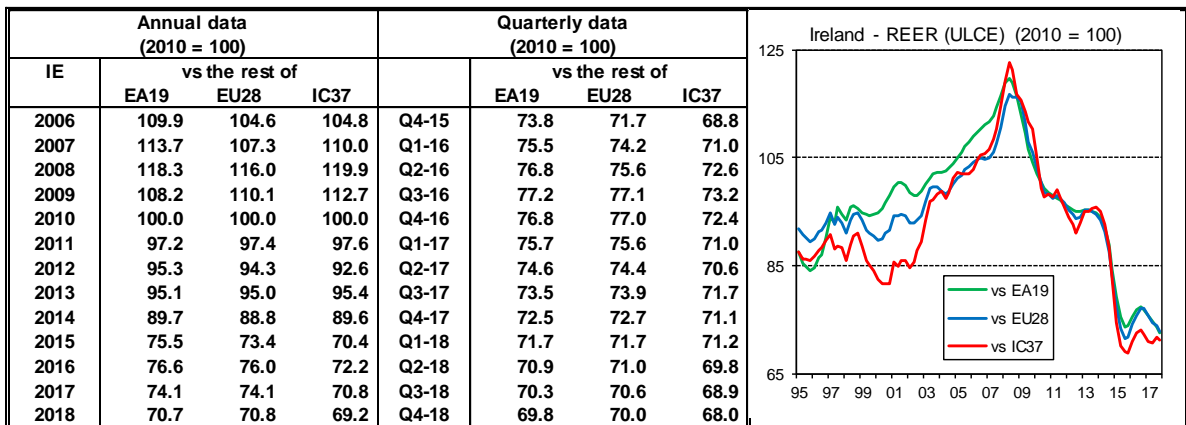 Annual data Quarterly data
(2010 = 100) (2010 = 100)
IE vs the rest of vs the rest of
EA19 EU28 IC37 EA19 EU28 IC37
2006 109.9 104.6 104.8 Q4-15 73.8 71.7 68.8
2007 113.7 107.3 110.0 Q1-16 75.5 74.2 71.0
2008 118.3 116.0 119.9 Q2-16 76.8 75.6 72.6
2009 108.2 110.1 112.7 Q3-16 77.2 77.1 73.2
2010 100.0 100.0 100.0 Q4-16 76.8 77.0 72.4
2011 97.2 97.4 97.6 Q1-17 75.7 75.6 71.0
2012 95.3 94.3 92.6 Q2-17 74.6 74.4 70.6
2013 95.1 95.0 95.4 Q3-17 73.5 73.9 71.7
2014 89.7 88.8 89.6 Q4-17 72.5 72.7 71.1
2015 75.5 73.4 70.4 Q1-18 71.7 71.7 71.2
2016 76.6 76.0 72.2 Q2-18 70.9 71.0 69.8
2017 74.1 74.1 70.8 Q3-18 70.3 70.6 68.9
2018 70.7 70.8 69.2 Q4-18 69.8 70.0 68.0
Ireland - REER (ULCE) (2010 = 100)
125
105
85
65
vs EA19
vs EU28
vs IC37
95 97 99 01 03 05 07 09 11 13 15 17